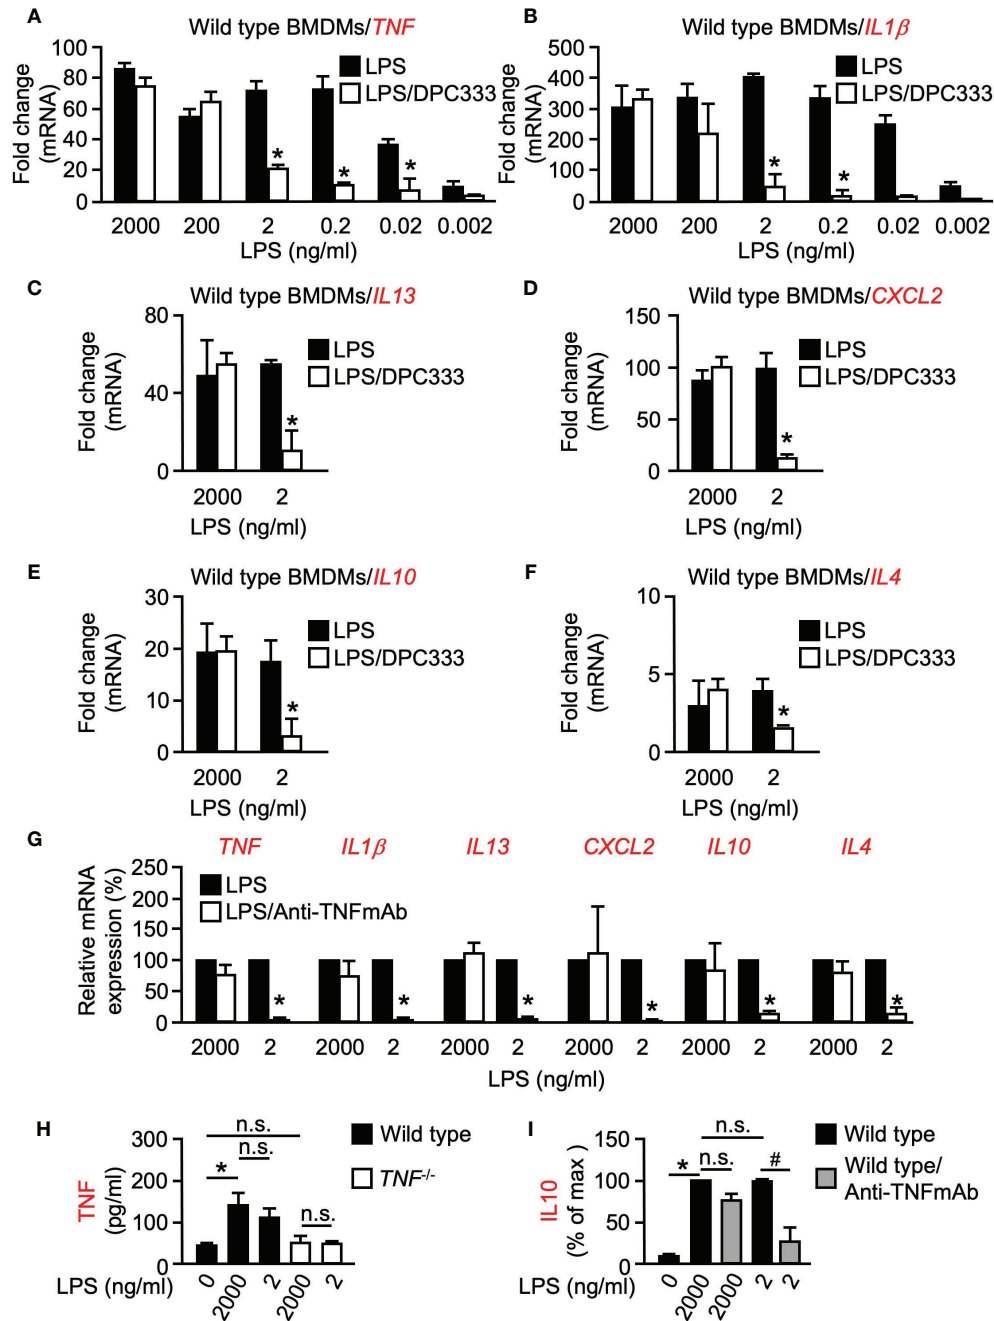 A
Wild type BMDMs/TNF
Fold change
(mRNA)
100
80
60
40
20
0
LPS
LPS/DPC333
* * *
2000 200 2 0.2 0.02 0.002
LPS (ng/ml)
B
Wild type BMDMs/IL1β
Fold change
(mRNA)
500
400
300
200
100
0
LPS
LPS/DPC333
* *
2000 200 2 0.2 0.02 0.002
LPS (ng/ml)
C
Wild type BMDMs/IL13
Fold change
(mRNA)
80
40
0
LPS
LPS/DPC333
*
2000 2
LPS (ng/ml)
D
Wild type BMDMs/CXCL2
Fold change
(mRNA)
150
100
50
0
LPS
LPS/DPC333
*
2000 2
LPS (ng/ml)
E
Wild type BMDMs/IL10
Fold change
(mRNA)
30
20
10
0
LPS
LPS/DPC333
*
2000 2
LPS (ng/ml)
F
Wild type BMDMs/IL4
Fold change
(mRNA)
10
5
0
LPS
LPS/DPC333
*
2000 2
LPS (ng/ml)
G
TNF IL1β IL13 CXCL2 IL10 IL4
Relative mRNA
expression (%)
250
200
150
100
50
0
LPS
LPS/Anti-TNFmAb
* * * * * *
2000 2 2000 2 2000 2 2000 2 2000 2 2000 2
LPS (ng/ml)
H
TNF
(pg/ml)
300
200
100
0
n.s.
n.s.
*
n.s.
Wild type
TNF-/-
LPS
(ng/ml)
0 2000 2 2000 2
I
IL10
(% of max )
150
100
50
0
n.s.
* n.s. #
Wild type
Wild type/
Anti-TNFmAb
LPS
(ng/ml)
0 2000 2000 2 2